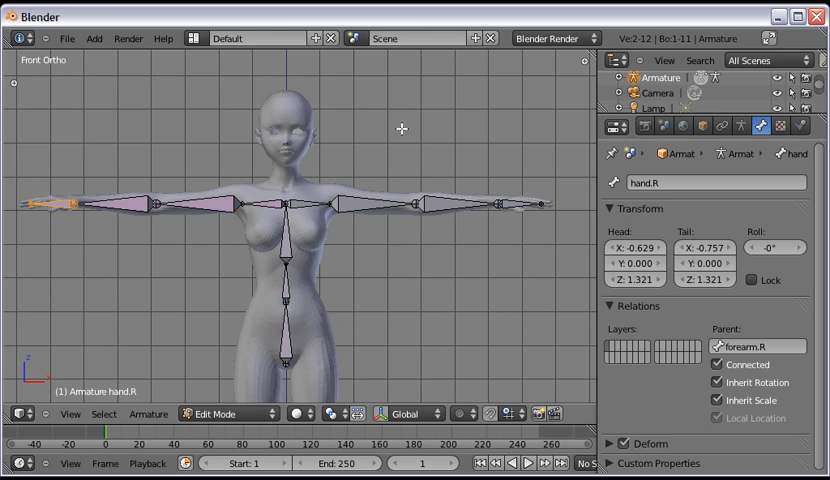 Blender
File Add Render Help Default Scene Blender Render Ve:2-12 | Bo:1-11 | Armature
Front Ortho
View Search All Scenes
Armature
Camera
Lamp
Armat Armat hand
hand.R
Transform
Head: Tail: Roll:
X: -0.629 X: -0.757 -0°
Y: 0.000 Y: 0.000
Z: 1.321 Z: 1.321 Lock
Relations
Layers: Parent:
forearm.R
Connected
Inherit Rotation
Inherit Scale
Local Location
Deform
Custom Properties
z
x
(1) Armature hand.R
View Select Armature Edit Mode Global
-40 -20 0 20 40 60 80 100 120 140 160 180 200 220 240 260
View Frame Playback Start: 1 End: 250 1 No S